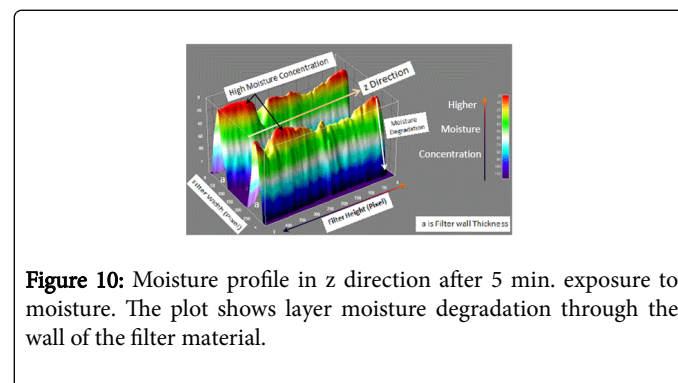 High Moisture Concentration
z Direction
Moisture
Degradation
Higher
Moisture
Concentration
a
a
Filter Width (Pixel)
Filter Height (Pixel)
a is Filter wall Thickness
Figure 10: Moisture profile in z direction after 5 min. exposure to
moisture. The plot shows layer moisture degradation through the
wall of the filter material.